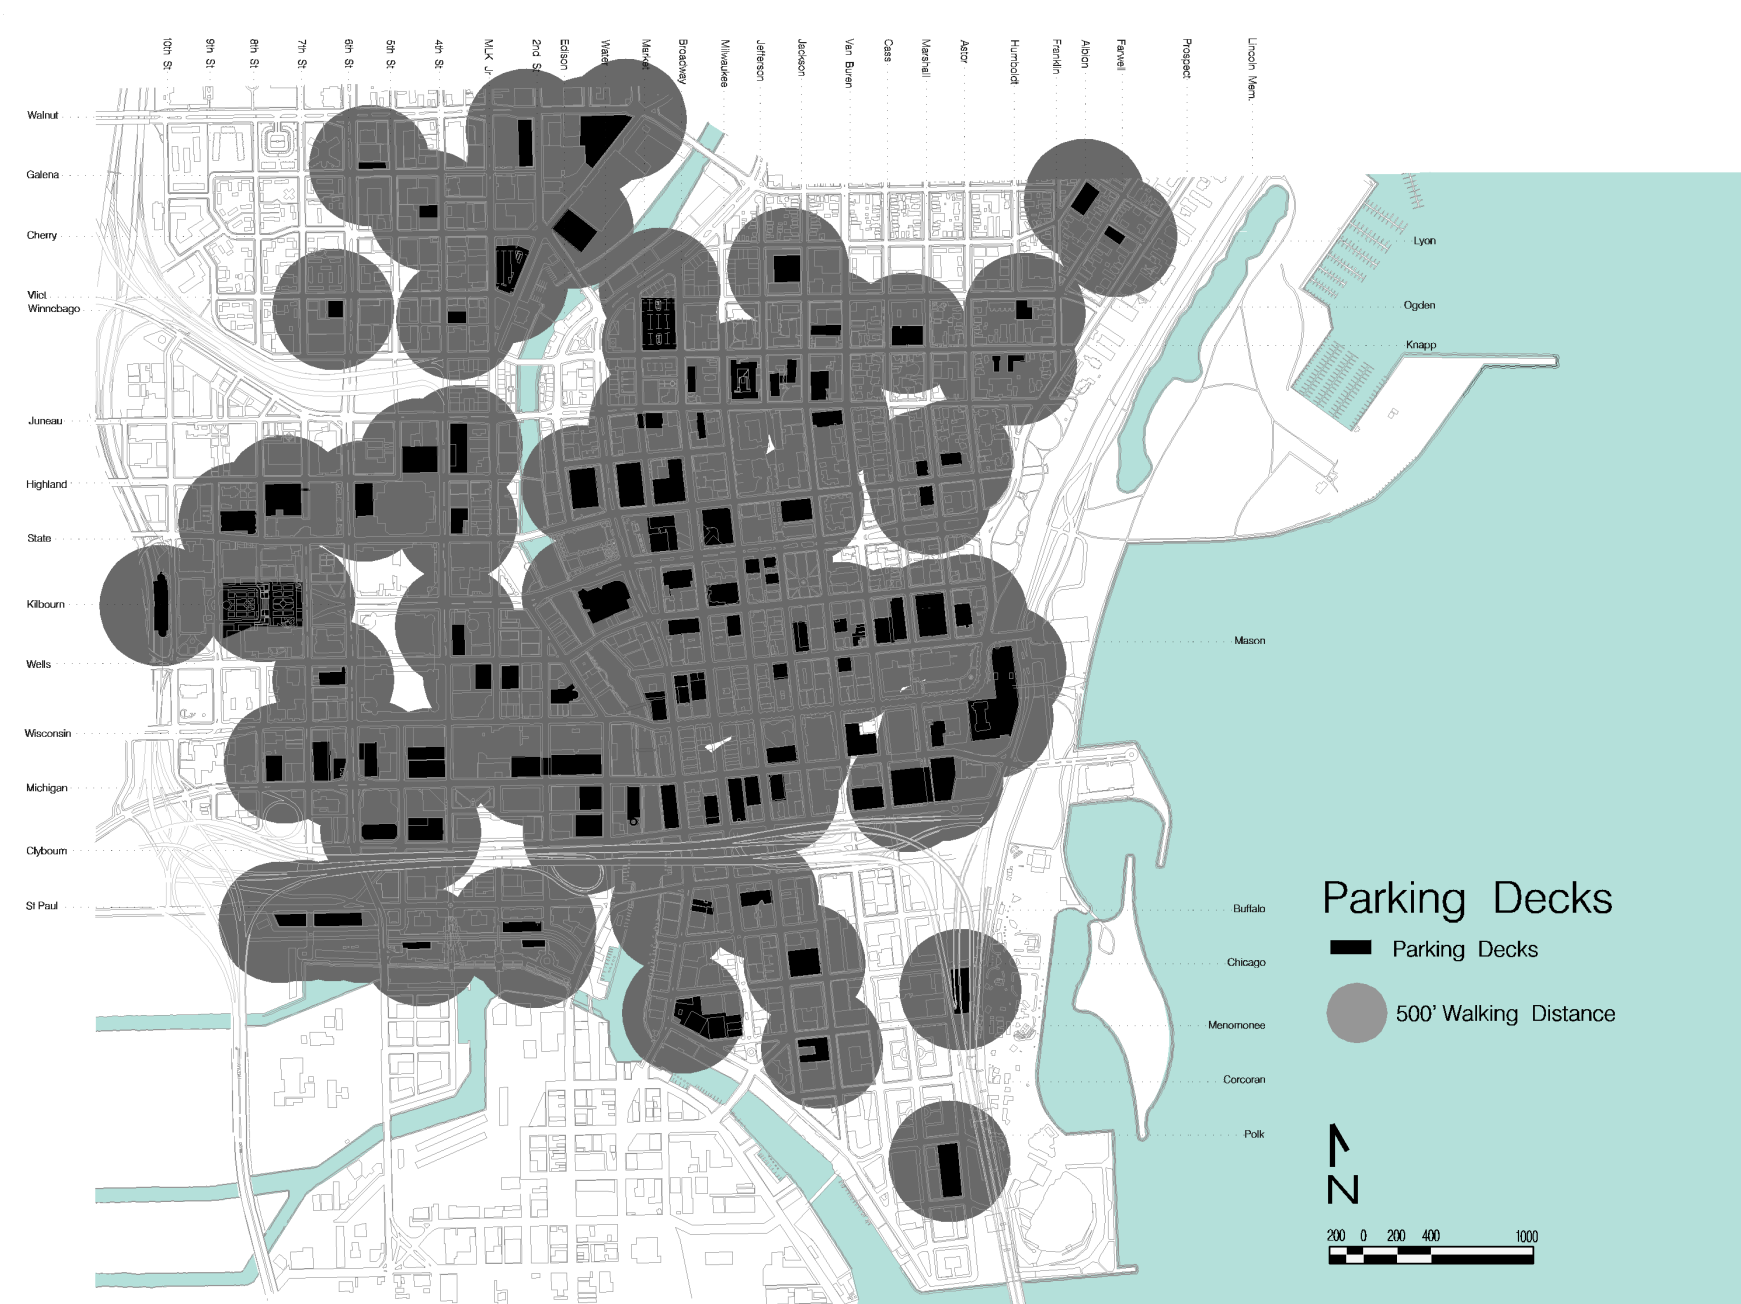 10th St
9th St
8th St
7th St
6th St
5th St
4th St
MLK Jr
2nd St
Edison
Water
Market
Broadway
Milwaukee
Jefferson
Jackson
Van Buren
Cass
Marshall
Astor
Humboldt
Franklin
Albion
Farwell
Prospect
Lincoln Mem.
Walnut
Galena
Cherry
Vliet
Winnebago
Juneau
Highland
State
Kilbourn
Wells
Wisconsin
Michigan
Clybourn
St Paul
Lyon
Ogden
Knapp
Mason
Buffalo
Chicago
Menomonee
Corcoran
Polk
Parking Decks
Parking Decks
500' Walking Distance
N
200 0 200 400 1000